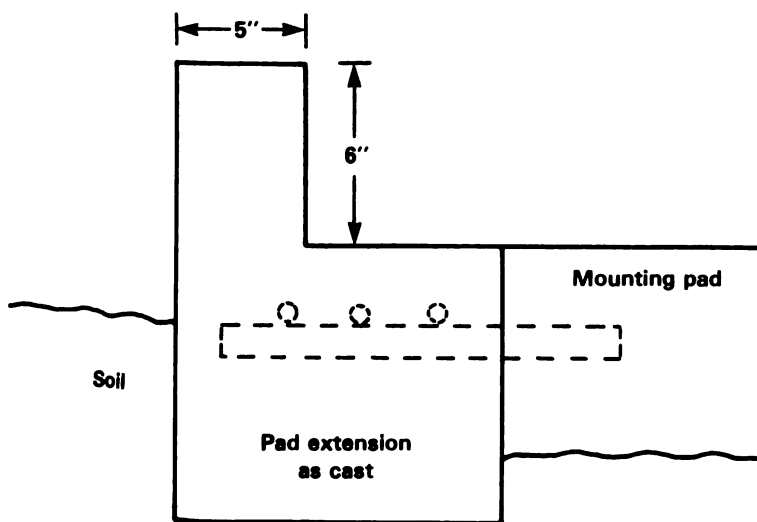 5″
6″
Mounting pad
Soil
Pad extension
as cast